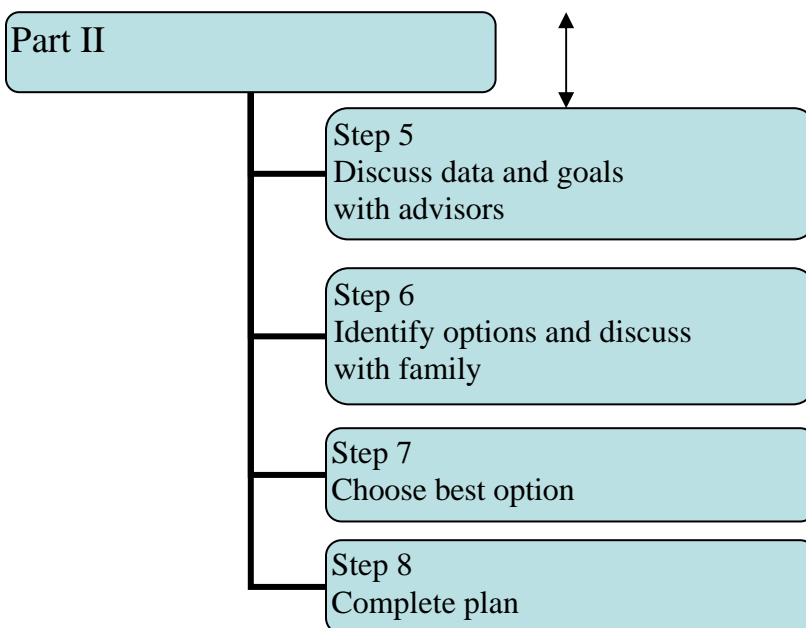 Part II
Step 5
Discuss data and goals
with advisors
Step 6
Identify options and discuss
with family
Step 7
Choose best option
Step 8
Complete plan